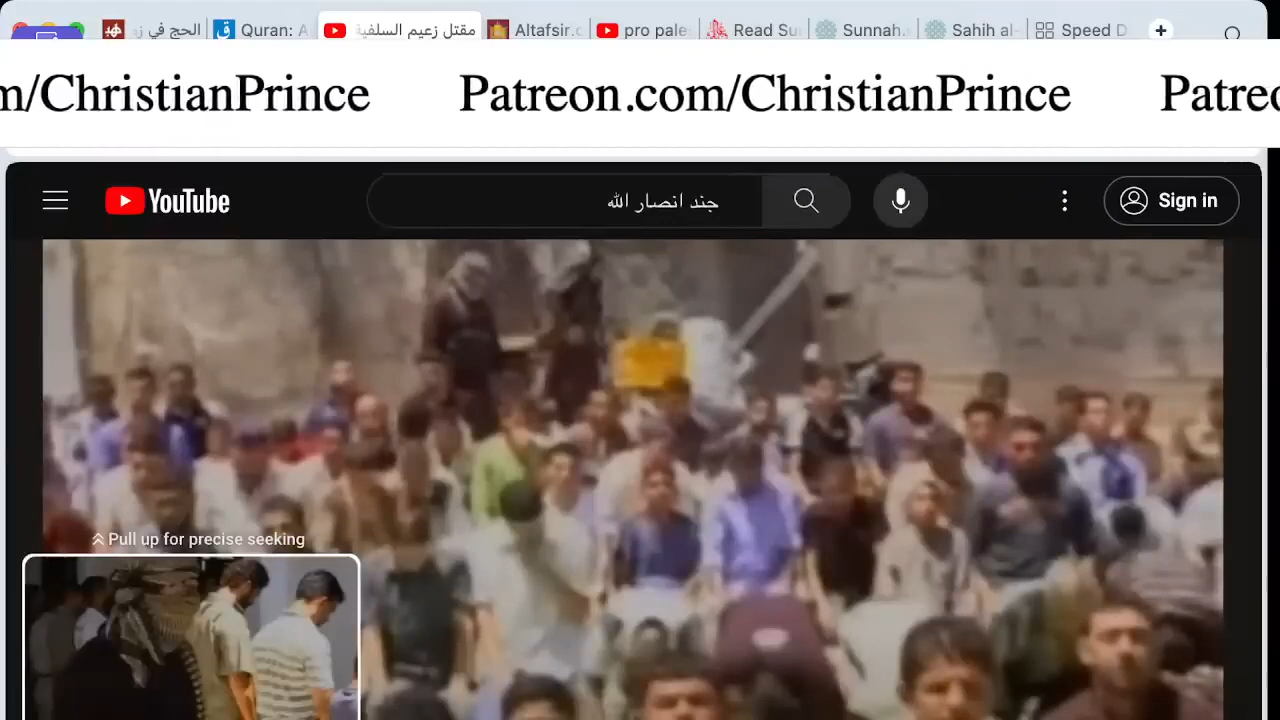 الحج في ز
Quran: A
مقتل زعيم السلفية
Altafsir.c
pro pale
Read Su
Sunnah.
Sahih al-
Speed D
m/ChristianPrince Patreon.com/ChristianPrince Patreo
YouTube
جند انصار الله
Sign in
Pull up for precise seeking